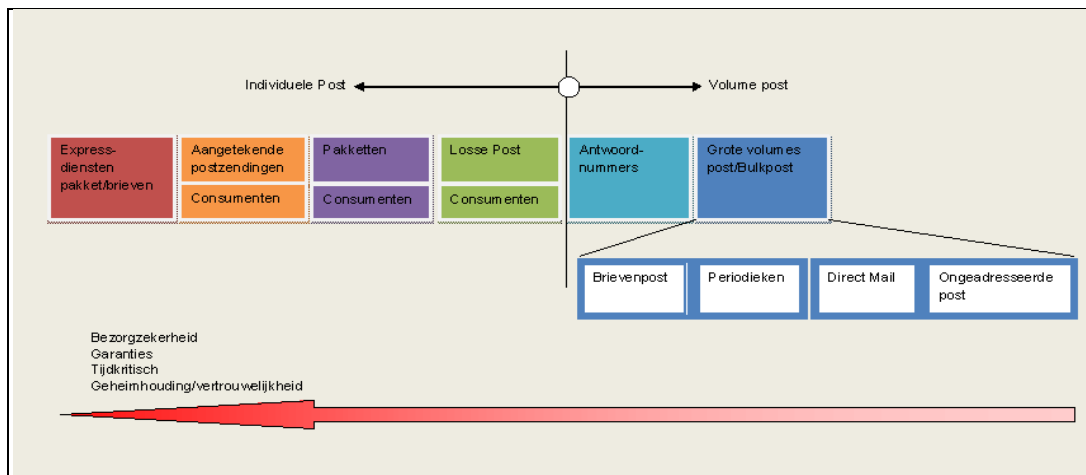 Individuele Post
Volume post
Express-
diensten
pakket/brieven
Aangetekende
postzendingen
Consumenten
Pakketten
Consumenten
Losse Post
Consumenten
Antwoord-
nummers
Grote volumes
post/Bulkpost
Brievenpost
Periodieken
Direct Mail
Ongeadresseerde
post
Bezorgzekerheid
Garanties
Tijdkritisch
Geheimhouding/vertrouwelijkheid